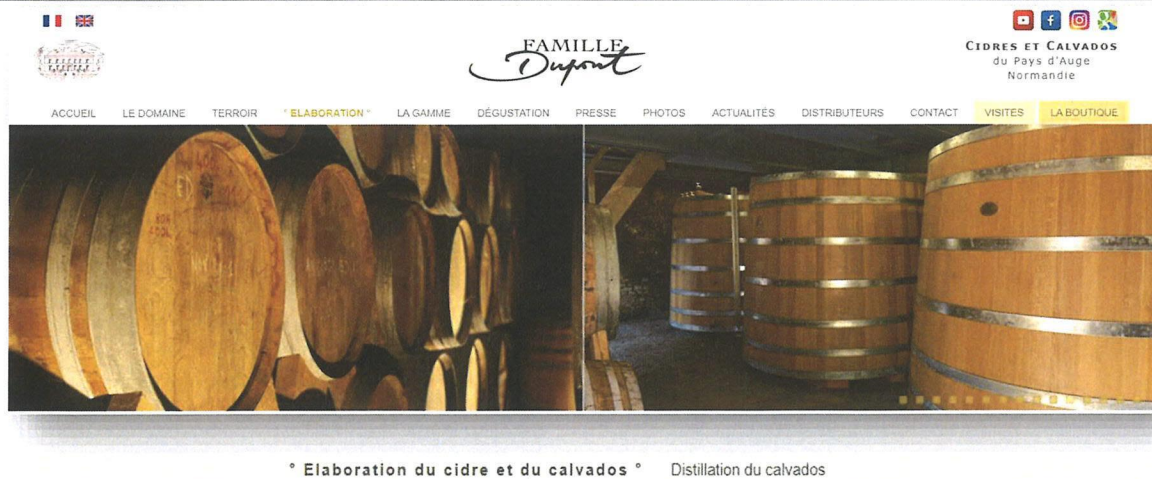 FAMILLE
Dupont
CIDRES ET CALVADOS
du Pays d'Auge
Normandie
ACCUEIL LE DOMAINE TERROIR ° ELABORATION ° LA GAMME DÉGUSTATION PRESSE PHOTOS ACTUALITÉS DISTRIBUTEURS CONTACT VISITES LA BOUTIQUE
° Elaboration du cidre et du calvados ° Distillation du calvados